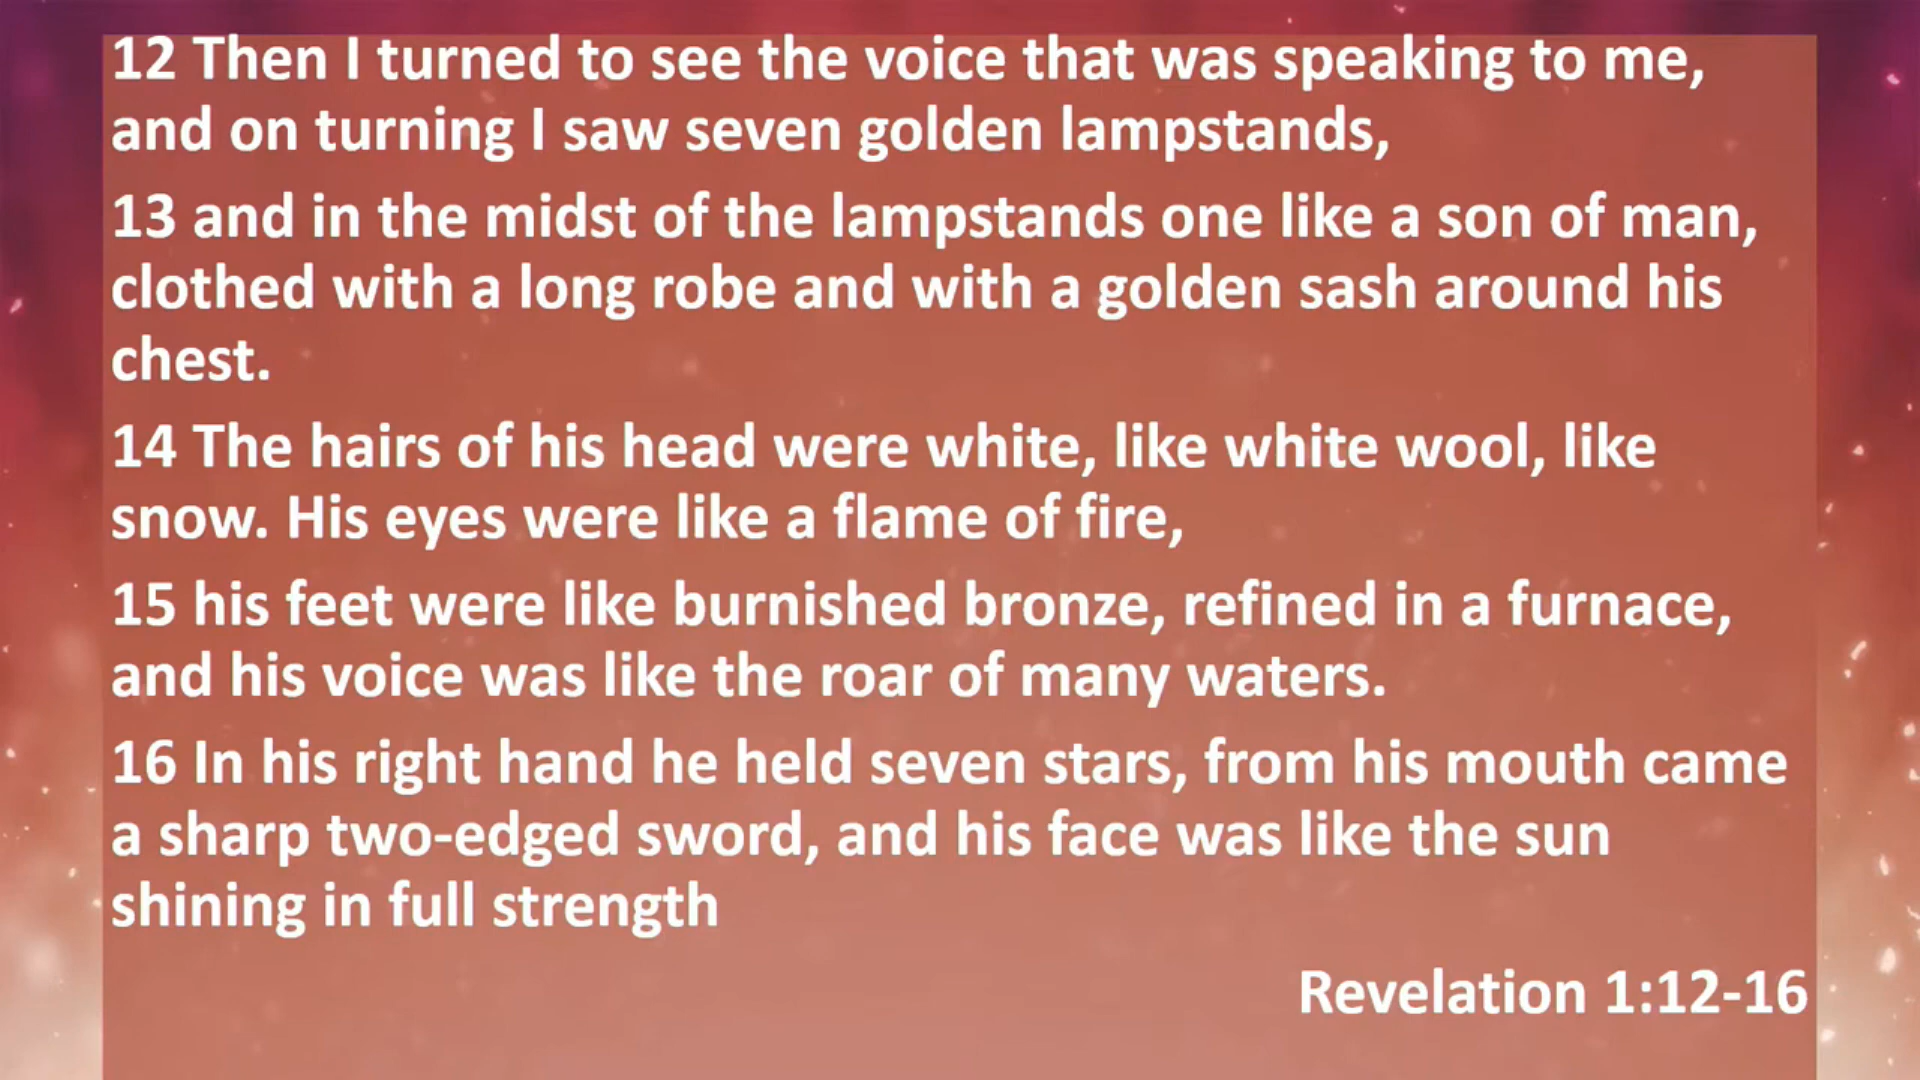 12 Then I turned to see the voice that was speaking to me,
and on turning I saw seven golden lampstands,
13 and in the midst of the lampstands one like a son of man,
clothed with a long robe and with a golden sash around his
chest.
14 The hairs of his head were white, like white wool, like
snow. His eyes were like a flame of fire,
15 his feet were like burnished bronze, refined in a furnace,
and his voice was like the roar of many waters.
16 In his right hand he held seven stars, from his mouth came
a sharp two-edged sword, and his face was like the sun
shining in full strength
Revelation 1:12-16